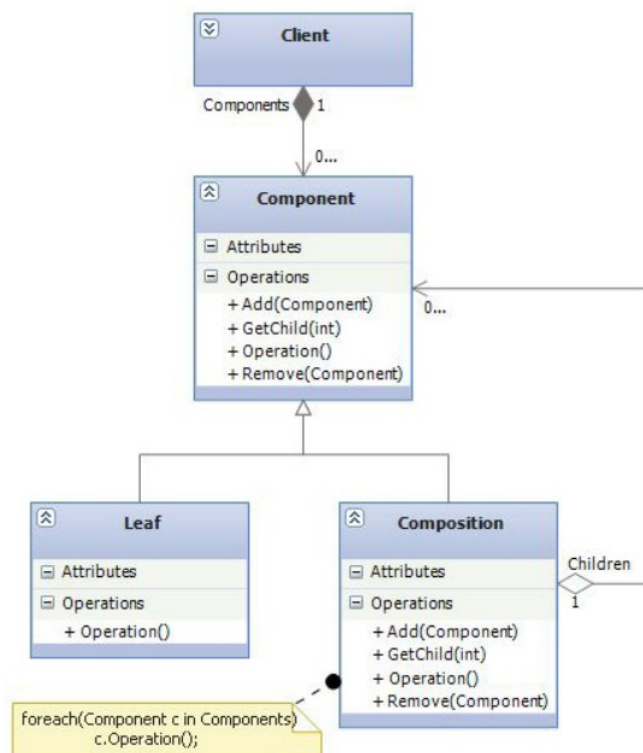 Client
Components
1
0...
Component
Attributes
Operations
+ Add(Component)
+ GetChild(int)
+ Operation()
+ Remove(Component)
0...
Leaf
Attributes
Operations
+ Operation()
Composition
Attributes
Operations
+ Add(Component)
+ GetChild(int)
+ Operation()
+ Remove(Component)
Children
1
foreach(Component c in Components)
c.Operation();